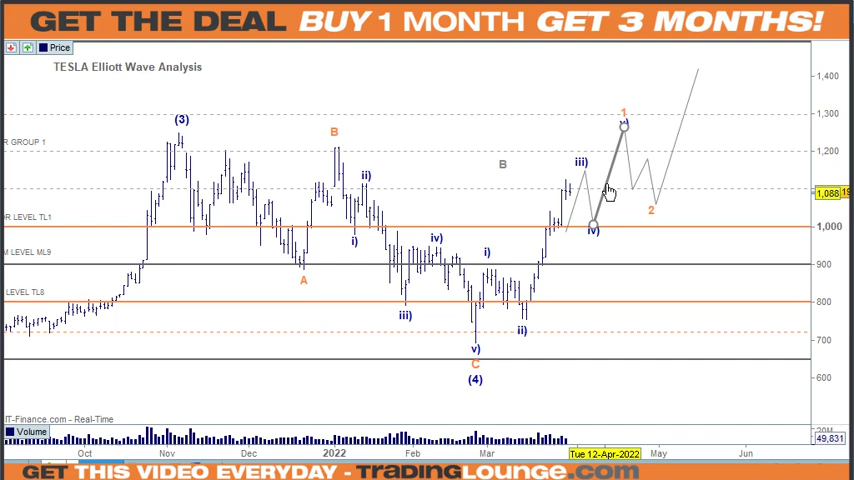 GET THE DEAL BUY 1 MONTH GET 3 MONTHS!
Price
TESLA Elliott Wave Analysis
(3)
B
ii)
i)
A
iii)
iv)
v)
C
(4)
i)
ii)
B
iii)
iv)
1
2
R GROUP 1
R LEVEL TL1
M LEVEL ML9
LEVEL TL8
1,400
1,300
1,200
1,088
1,000
900
800
700
600
IT-Finance.com - Real-Time
Volume
49,831
Oct
Nov
Dec
2022
Feb
Mar
Tue 12-Apr-2022
May
Jun
GET THIS VIDEO EVERYDAY - TradingLounge.com